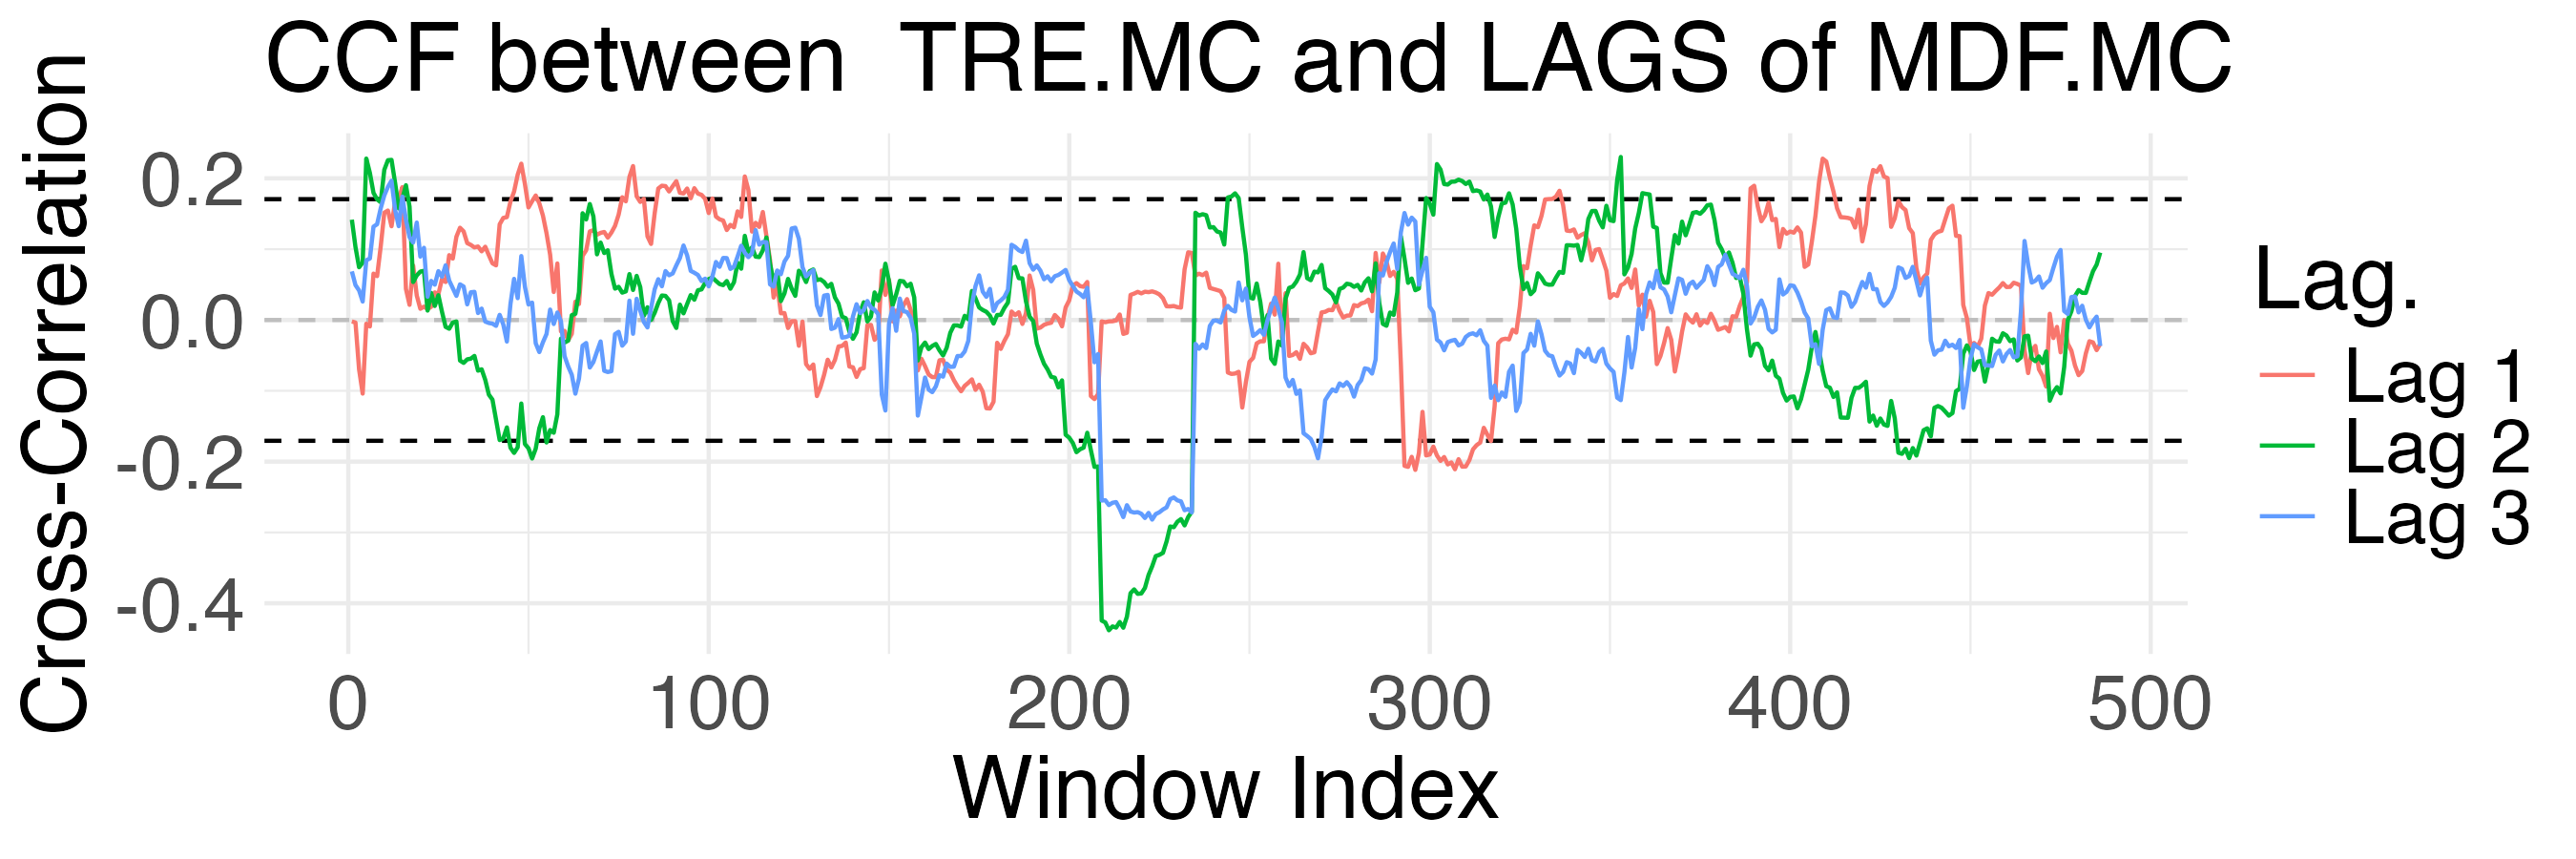 CCF between  TRE.MC and LAGS of MDF.MC
Cross-Correlation
0.2
0.0
-0.2
-0.4
0 100 200 300 400 500
Window Index
Lag.
Lag 1
Lag 2
Lag 3